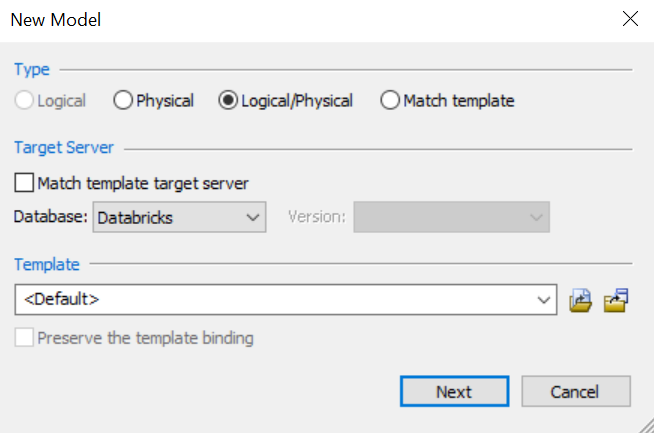 New Model
Type
Logical Physical Logical/Physical Match template
Target Server
Match template target server
Database: Databricks Version:
Template
<Default>
Preserve the template binding
Next Cancel